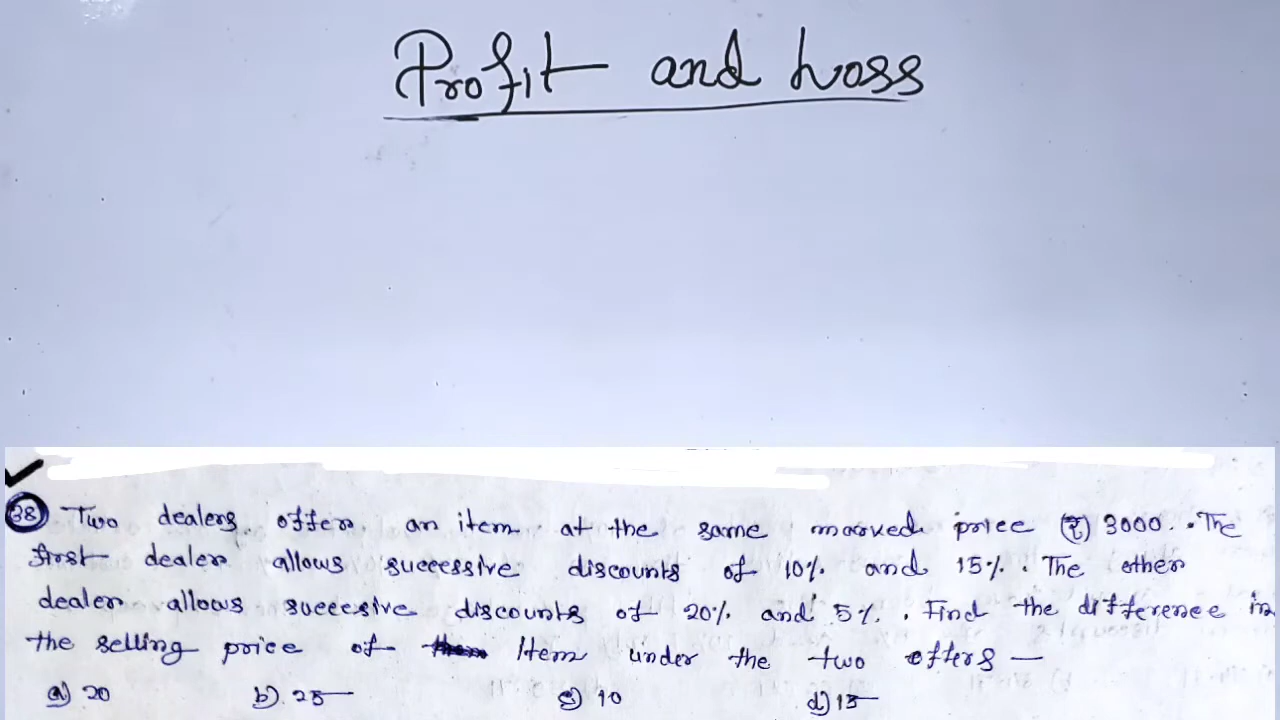 Profit and Loss
38 Two dealers offer an item at the same marked price (₹) 3000. The
first dealer allows successive discounts of 10% and 15%. The other
dealer allows successive discounts of 20% and 5%. Find the difference in
the selling price of Item under the two offers —
a) 20 b) 25 c) 10 d) 15